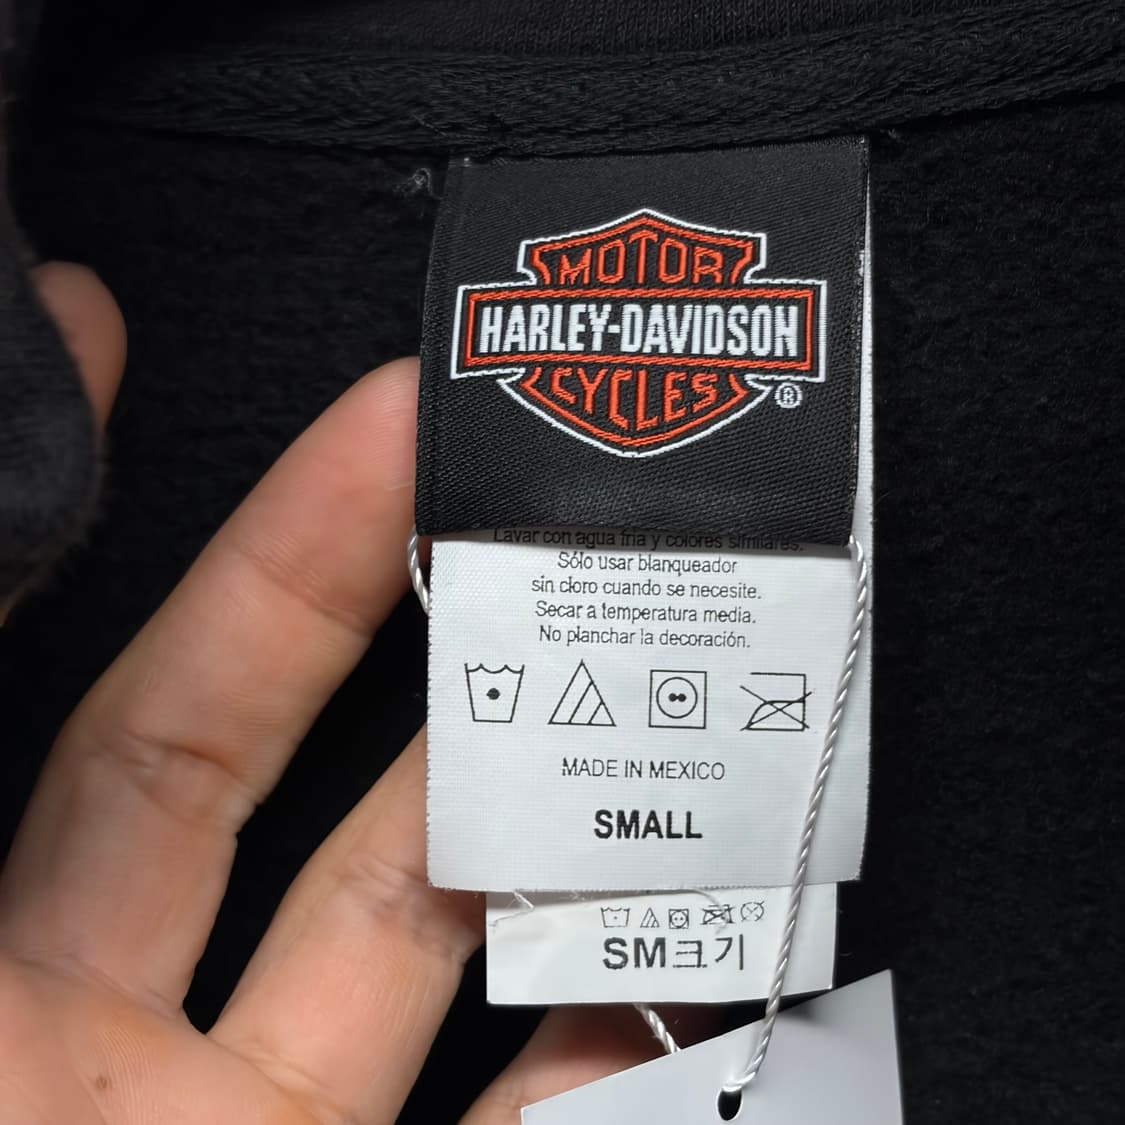 MOTOR
HARLEY-DAVIDSON
CYCLES
®
Lavar con agua fria y colores similares.
Sólo usar blanqueador
sin cloro cuando se necesite.
Secar a temperatura media.
No planchar la decoración.
MADE IN MEXICO
SMALL
SM크기